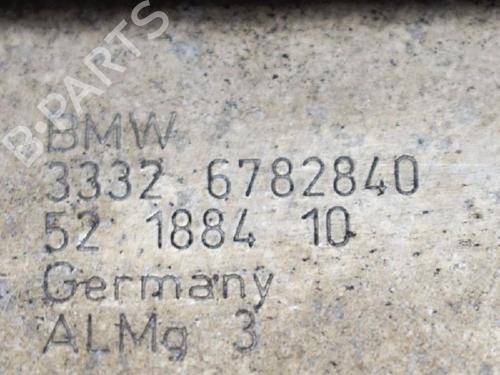 B-PARTS
BMW
3332 6782840
52 1884 10
Germany
ALMg 3